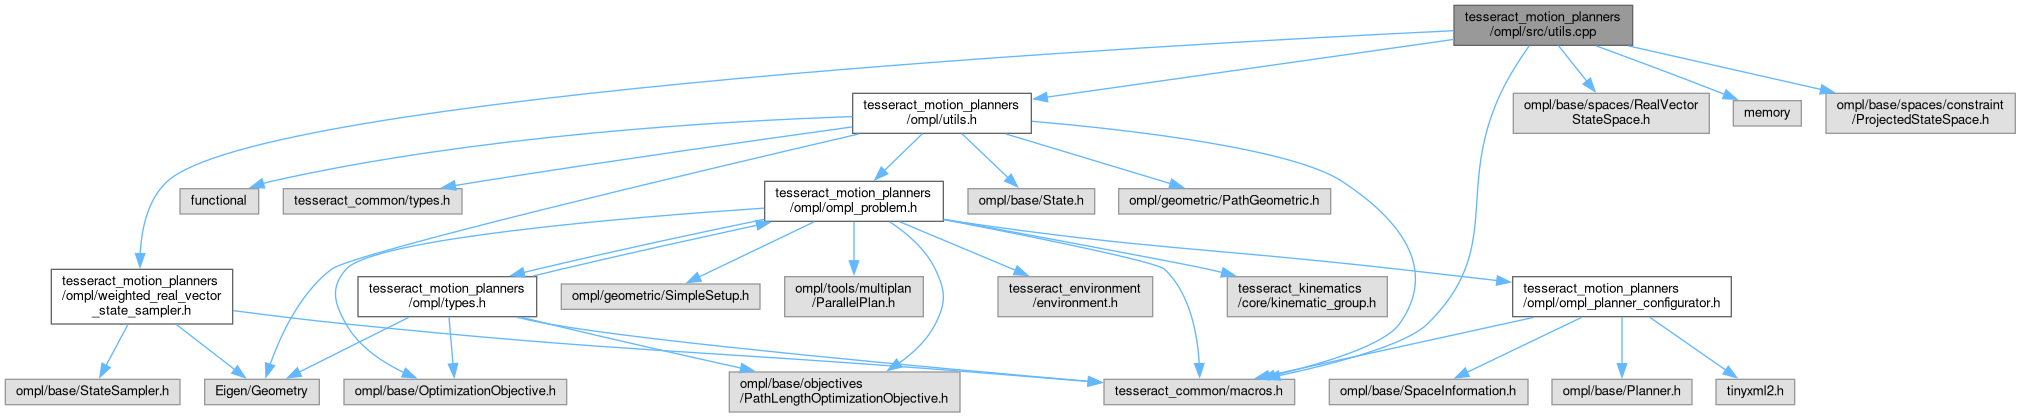 tesseract_motion_planners
/ompl/src/utils.cpp
tesseract_motion_planners
/ompl/utils.h
ompl/base/spaces/RealVector
StateSpace.h
memory
ompl/base/spaces/constraint
/ProjectedStateSpace.h
functional
tesseract_common/types.h
tesseract_motion_planners
/ompl/ompl_problem.h
ompl/base/State.h
ompl/geometric/PathGeometric.h
tesseract_motion_planners
/ompl/weighted_real_vector
_state_sampler.h
tesseract_motion_planners
/ompl/types.h
ompl/geometric/SimpleSetup.h
ompl/tools/multiplan
/ParallelPlan.h
tesseract_environment
/environment.h
tesseract_kinematics
/core/kinematic_group.h
tesseract_motion_planners
/ompl/ompl_planner_configurator.h
ompl/base/StateSampler.h
Eigen/Geometry
ompl/base/OptimizationObjective.h
ompl/base/objectives
/PathLengthOptimizationObjective.h
tesseract_common/macros.h
ompl/base/SpaceInformation.h
ompl/base/Planner.h
tinyxml2.h